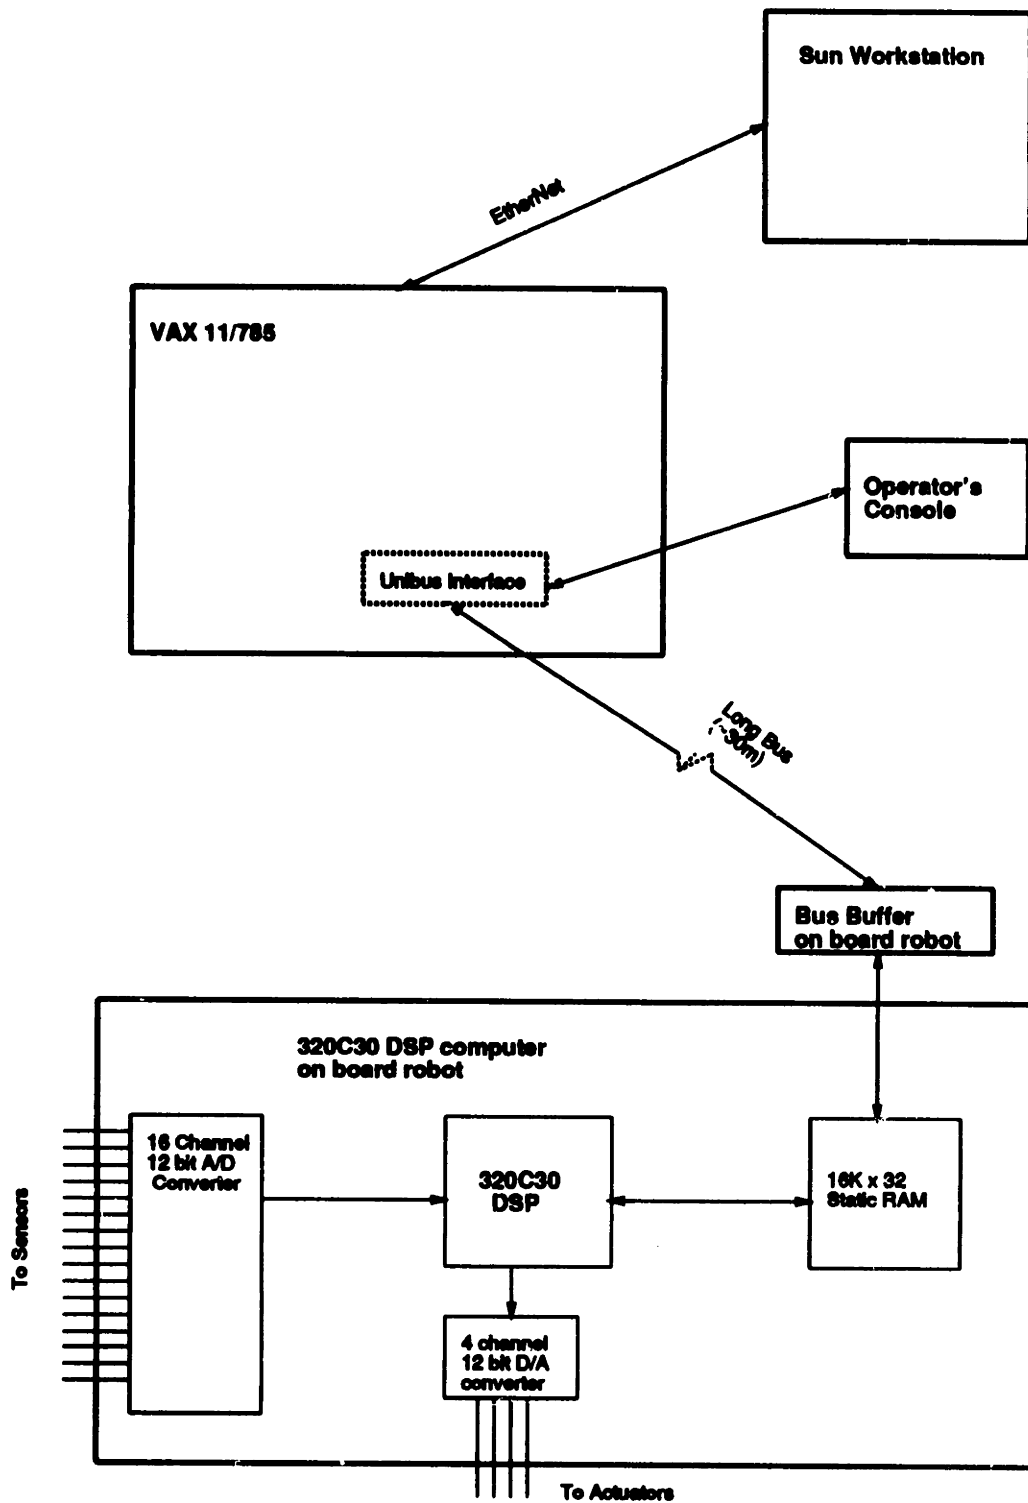 Sun Workstation
EtherNet
VAX 11/785
Operator's
Console
Unibus Interface
Long Bus
(~30m)
Bus Buffer
on board robot
320C30 DSP computer
on board robot
16 Channel
12 bit A/D
Converter
320C30
DSP
16K x 32
Static RAM
To Sensors
4 channel
12 bit D/A
converter
To Actuators